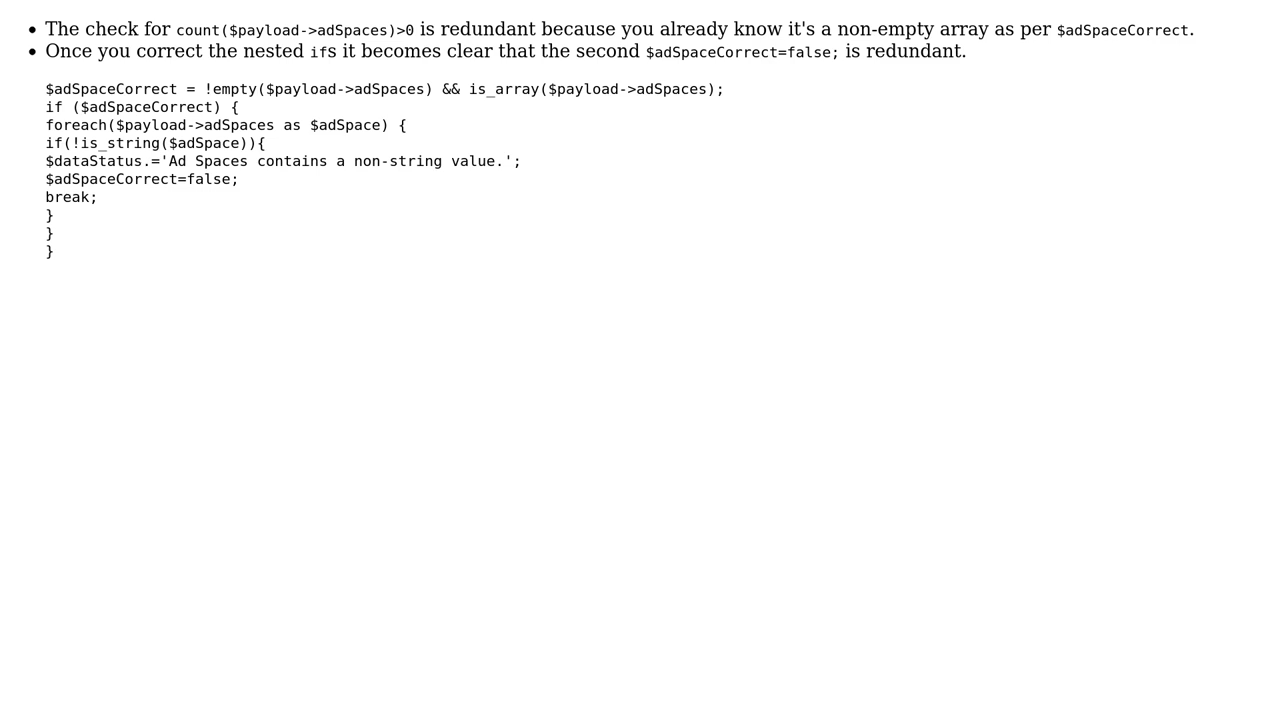 The check for count($payload->adSpaces)>0 is redundant because you already know it's a non-empty array as per $adSpaceCorrect.
Once you correct the nested ifs it becomes clear that the second $adSpaceCorrect=false; is redundant.
$adSpaceCorrect = !empty($payload->adSpaces) && is_array($payload->adSpaces);
if ($adSpaceCorrect) {
foreach($payload->adSpaces as $adSpace) {
if(!is_string($adSpace)){
$dataStatus.='Ad Spaces contains a non-string value.';
$adSpaceCorrect=false;
break;
}
}
}